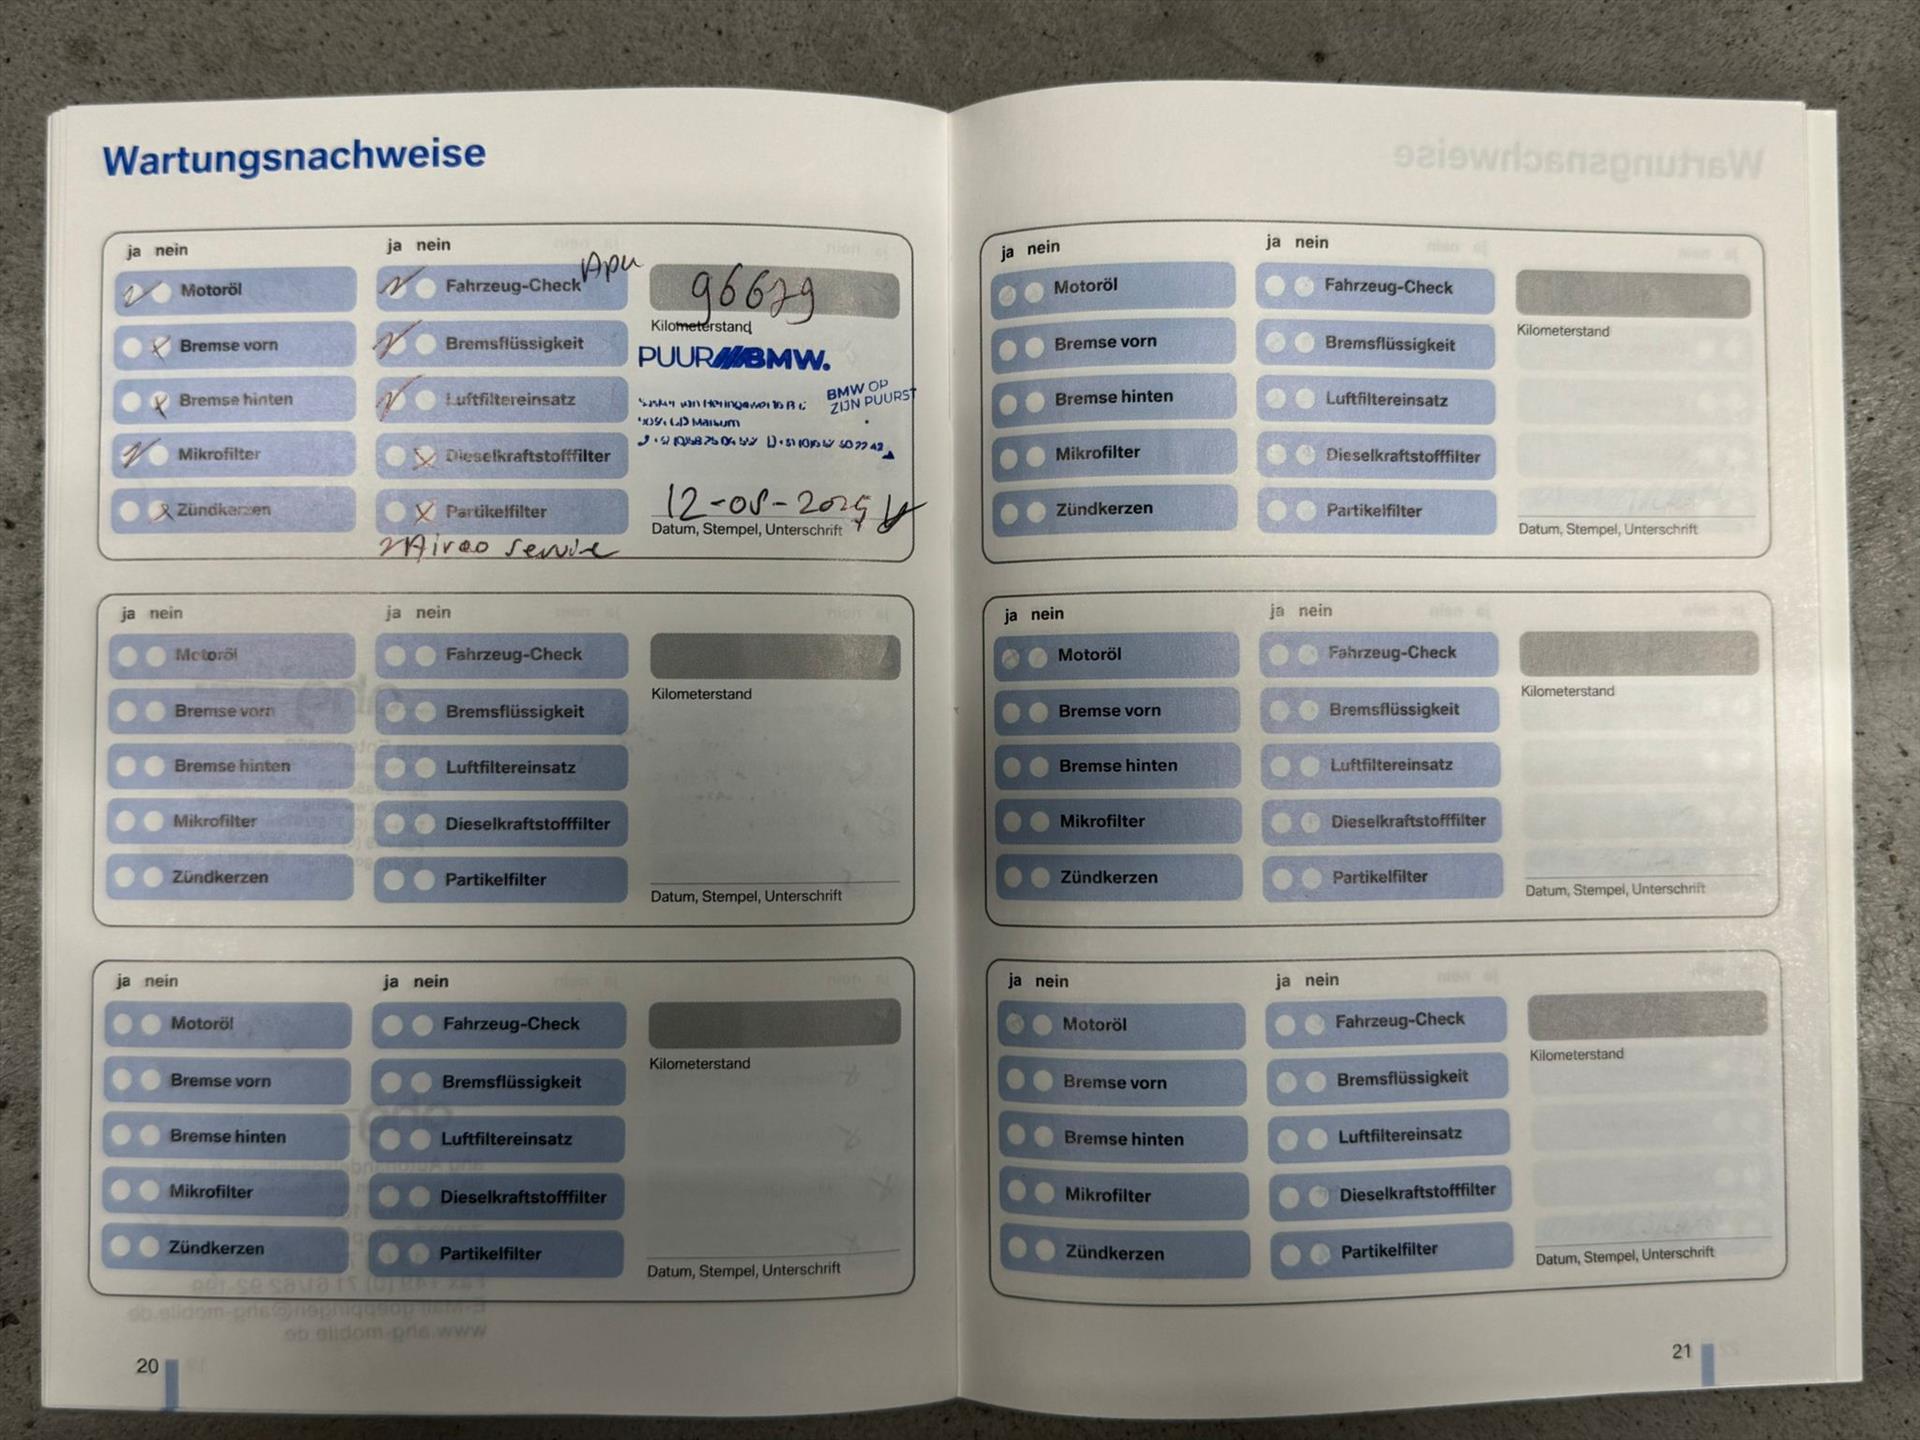 Wartungsnachweise
ja nein
Motoröl
Bremse vorn
Bremse hinten
Mikrofilter
Zündkerzen
ja nein
Fahrzeug-Check
Bremsflüssigkeit
Luftfiltereinsatz
Dieselkraftstofffilter
Partikelfilter
Kilometerstand
PUUR BMW.
BMW OP
ZIJN PUURST
12-05-2025
Datum, Stempel, Unterschrift
Airco service
ja nein
Motoröl
Bremse vorn
Bremse hinten
Mikrofilter
Zündkerzen
ja nein
Fahrzeug-Check
Bremsflüssigkeit
Luftfiltereinsatz
Dieselkraftstofffilter
Partikelfilter
Kilometerstand
Datum, Stempel, Unterschrift
ja nein
Motoröl
Bremse vorn
Bremse hinten
Mikrofilter
Zündkerzen
ja nein
Fahrzeug-Check
Bremsflüssigkeit
Luftfiltereinsatz
Dieselkraftstofffilter
Partikelfilter
Kilometerstand
Datum, Stempel, Unterschrift
20
ja nein
Motoröl
Bremse vorn
Bremse hinten
Mikrofilter
Zündkerzen
ja nein
Fahrzeug-Check
Bremsflüssigkeit
Luftfiltereinsatz
Dieselkraftstofffilter
Partikelfilter
Kilometerstand
Datum, Stempel, Unterschrift
ja nein
Motoröl
Bremse vorn
Bremse hinten
Mikrofilter
Zündkerzen
ja nein
Fahrzeug-Check
Bremsflüssigkeit
Luftfiltereinsatz
Dieselkraftstofffilter
Partikelfilter
Kilometerstand
Datum, Stempel, Unterschrift
ja nein
Motoröl
Bremse vorn
Bremse hinten
Mikrofilter
Zündkerzen
ja nein
Fahrzeug-Check
Bremsflüssigkeit
Luftfiltereinsatz
Dieselkraftstofffilter
Partikelfilter
Kilometerstand
Datum, Stempel, Unterschrift
21